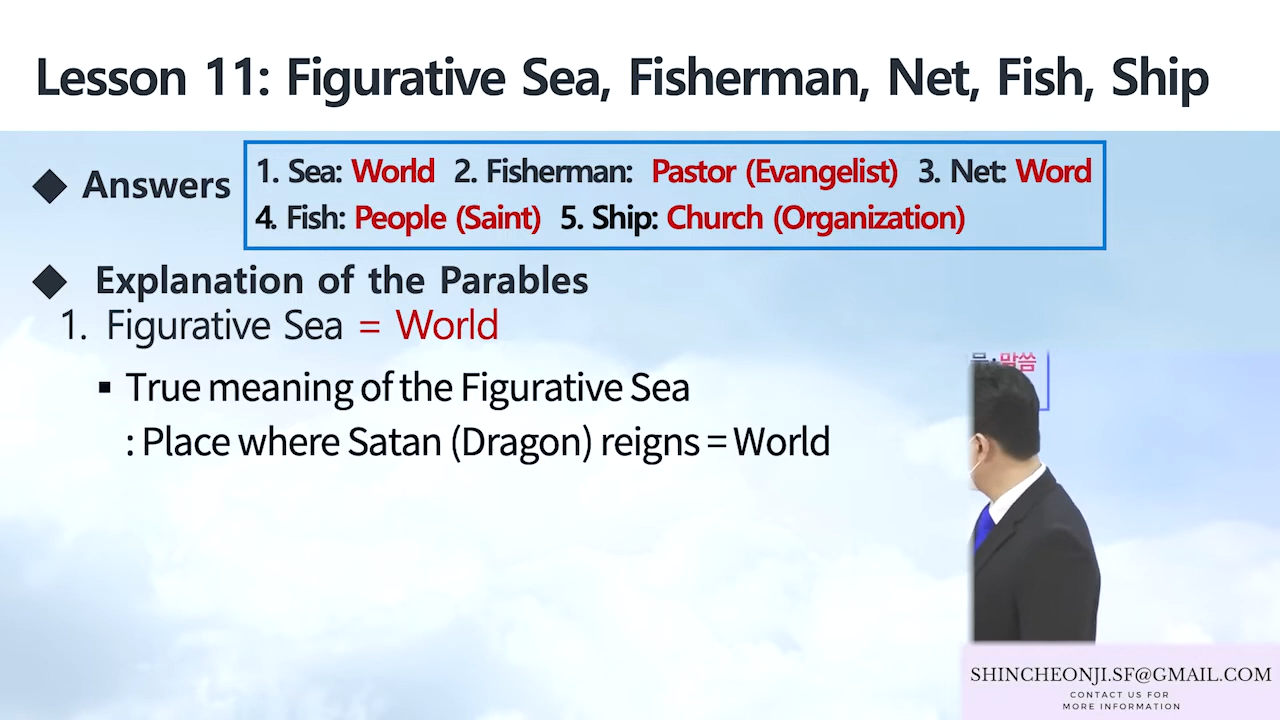 Lesson 11: Figurative Sea, Fisherman, Net, Fish, Ship
◆ Answers
1. Sea: World 2. Fisherman: Pastor (Evangelist) 3. Net: Word
4. Fish: People (Saint) 5. Ship: Church (Organization)
◆ Explanation of the Parables
1. Figurative Sea = World
▪ True meaning of the Figurative Sea
: Place where Satan (Dragon) reigns = World
말씀
SHINCHEONJI.SF@GMAIL.COM
CONTACT US FOR
MORE INFORMATION